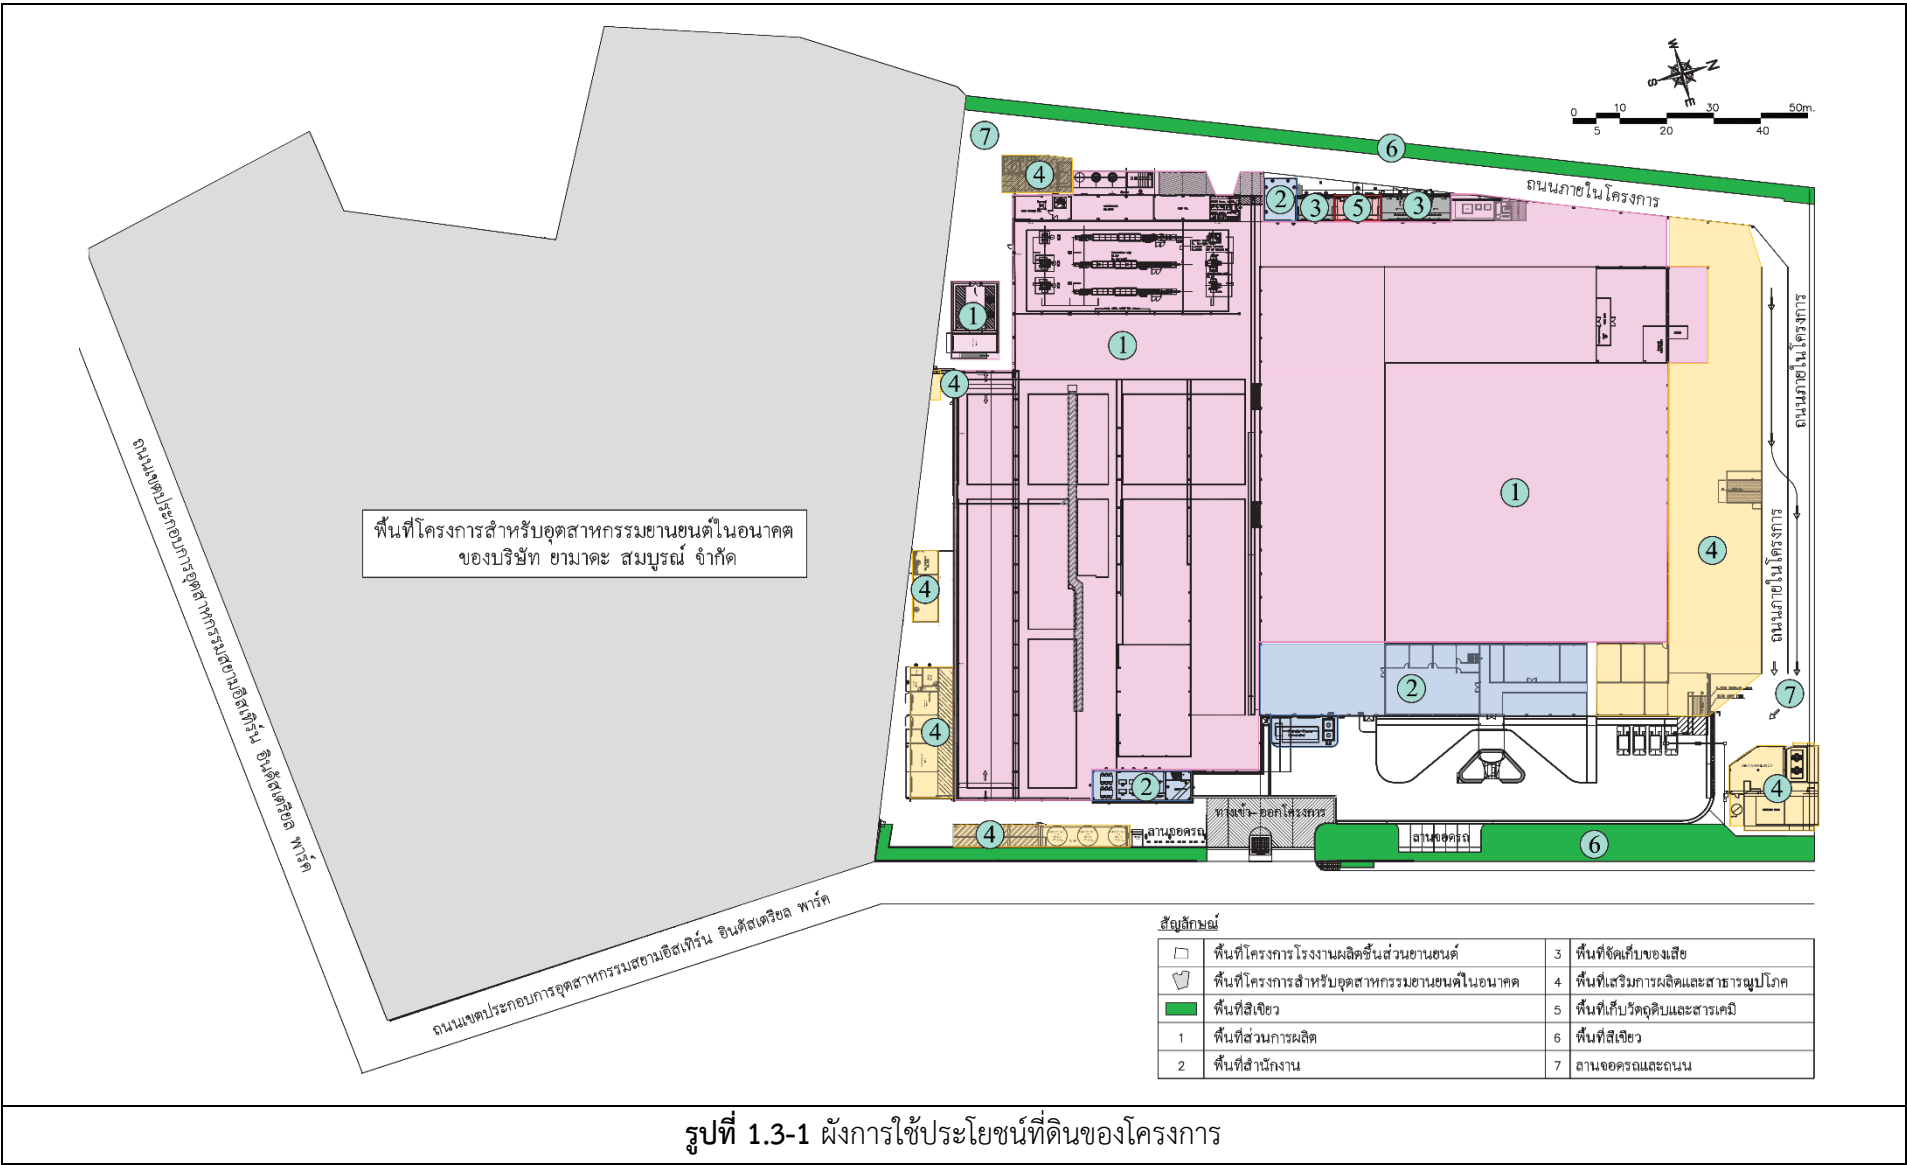 W
N
S
E
0 10 30 50m.
5 20 40
7
6
4
ถนนภายในโครงการ
2
3
5
3
1
1
4
ถนนภายในโครงการ
ถนนเขตประกอบการอุตสาหกรรมสยามอีสเทิร์น อินดัสเตรียล พาร์ค
พื้นที่โครงการสำหรับอุตสาหกรรมยานยนต์ในอนาคต
ของบริษัท ยามาดะ สมบูรณ์ จำกัด
1
4
ถนนภายในโครงการ
4
2
7
4
2
4
ทางเข้า-ออกโครงการ
4
ลานจอดรถ
ลานจอดรถ
6
ถนนเขตประกอบการอุตสาหกรรมสยามอีสเทิร์น อินดัสเตรียล พาร์ค
สัญลักษณ์
พื้นที่โครงการโรงงานผลิตชิ้นส่วนยานยนต์ 3 พื้นที่จัดเก็บของเสีย
พื้นที่โครงการสำหรับอุตสาหกรรมยานยนต์ในอนาคต 4 พื้นที่เสริมการผลิตและสาธารณูปโภค
พื้นที่สีเขียว 5 พื้นที่เก็บวัตถุดิบและสารเคมี
1 พื้นที่ส่วนการผลิต 6 พื้นที่สีเขียว
2 พื้นที่สำนักงาน 7 ลานจอดรถและถนน
รูปที่ 1.3-1 ผังการใช้ประโยชน์ที่ดินของโครงการ